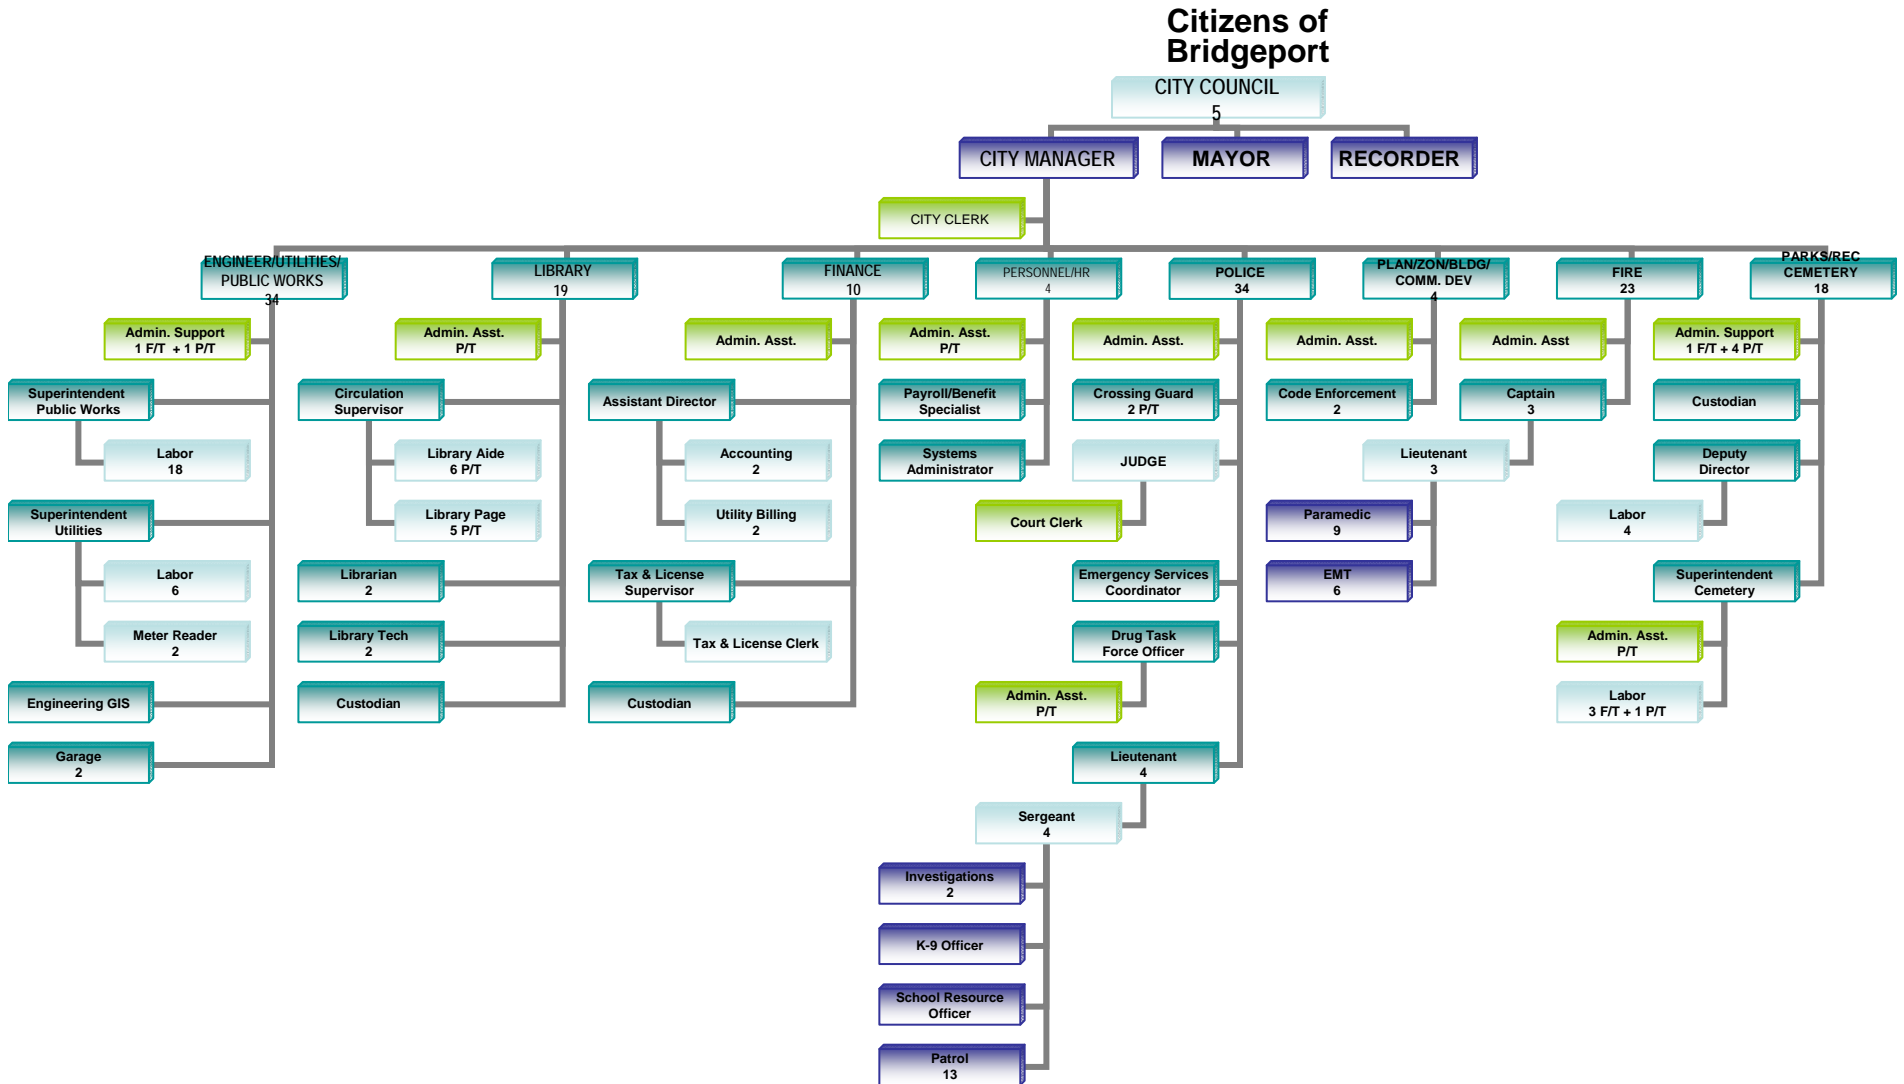 Citizens of
Bridgeport
CITY COUNCIL
5
CITY MANAGER
MAYOR
RECORDER
CITY CLERK
ENGINEER/UTILITIES/
PUBLIC WORKS
34
LIBRARY
19
FINANCE
10
PERSONNEL/HR
4
POLICE
34
PLAN/ZON/BLDG/
COMM. DEV
4
FIRE
23
PARKS/REC
CEMETERY
18
Admin. Support
1 F/T + 1 P/T
Superintendent
Public Works
Labor
18
Superintendent
Utilities
Labor
6
Meter Reader
2
Engineering GIS
Garage
2
Admin. Asst.
P/T
Circulation
Supervisor
Library Aide
6 P/T
Library Page
5 P/T
Librarian
2
Library Tech
2
Custodian
Admin. Asst.
Assistant Director
Accounting
2
Utility Billing
2
Tax & License
Supervisor
Tax & License Clerk
Custodian
Admin. Asst.
P/T
Payroll/Benefit
Specialist
Systems
Administrator
Admin. Asst.
Crossing Guard
2 P/T
JUDGE
Court Clerk
Emergency Services
Coordinator
Drug Task
Force Officer
Admin. Asst.
P/T
Lieutenant
4
Sergeant
4
Investigations
2
K-9 Officer
School Resource
Officer
Patrol
13
Admin. Asst.
Code Enforcement
2
Admin. Asst
Captain
3
Lieutenant
3
Paramedic
9
EMT
6
Admin. Support
1 F/T + 4 P/T
Custodian
Deputy
Director
Labor
4
Superintendent
Cemetery
Admin. Asst.
P/T
Labor
3 F/T + 1 P/T